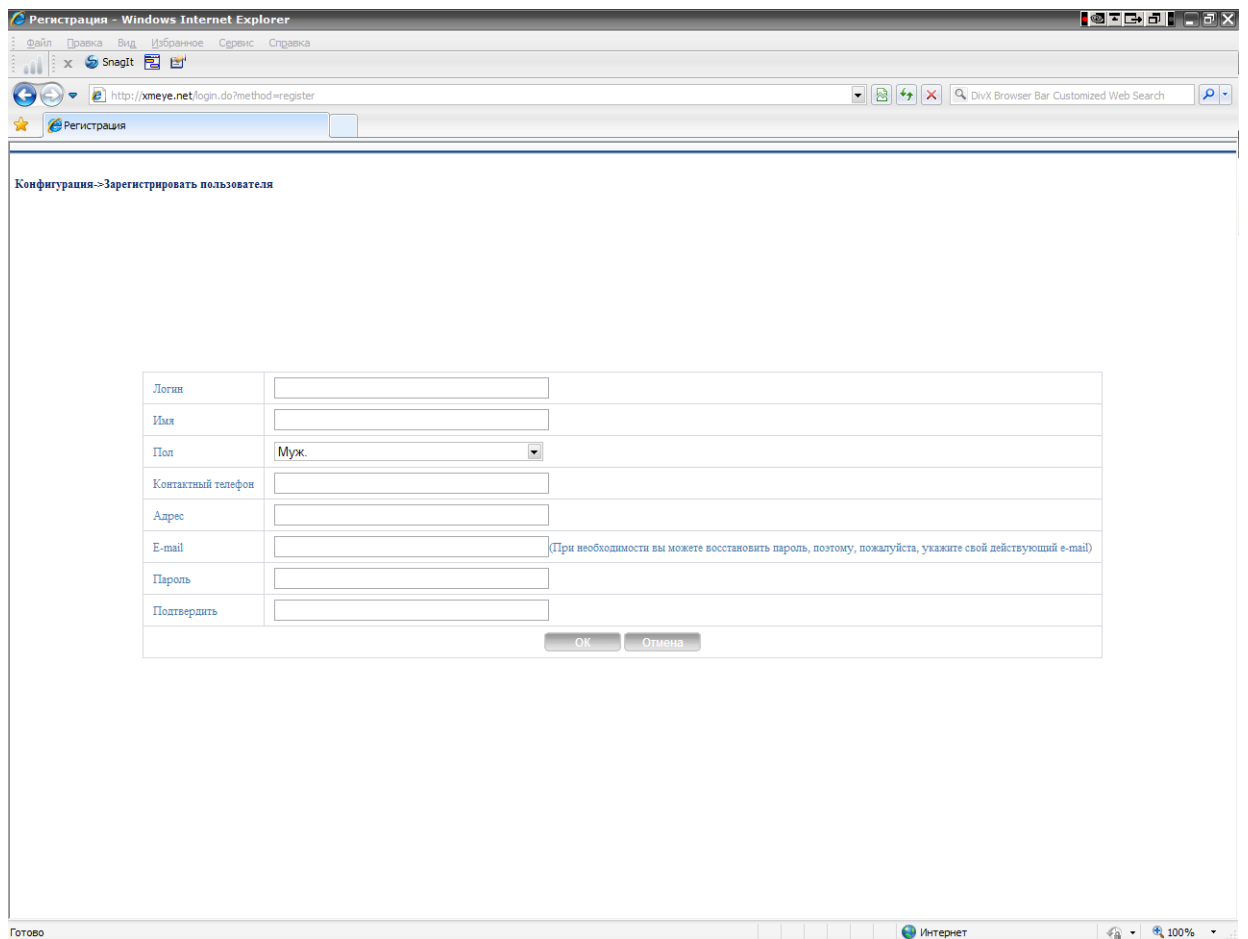 Регистрация - Windows Internet Explorer
Файл Правка Вид Избранное Сервис Справка
x SnagIt
http://xmeye.net/login.do?method=register DivX Browser Bar Customized Web Search
Регистрация
Конфигурация->Зарегистрировать пользователя
Логин
Имя
Пол Муж.
Контактный телефон
Адрес
E-mail (При необходимости вы можете восстановить пароль, поэтому, пожалуйста, укажите свой действующий e-mail)
Пароль
Подтвердить
OK Отмена
Готово Интернет 100%